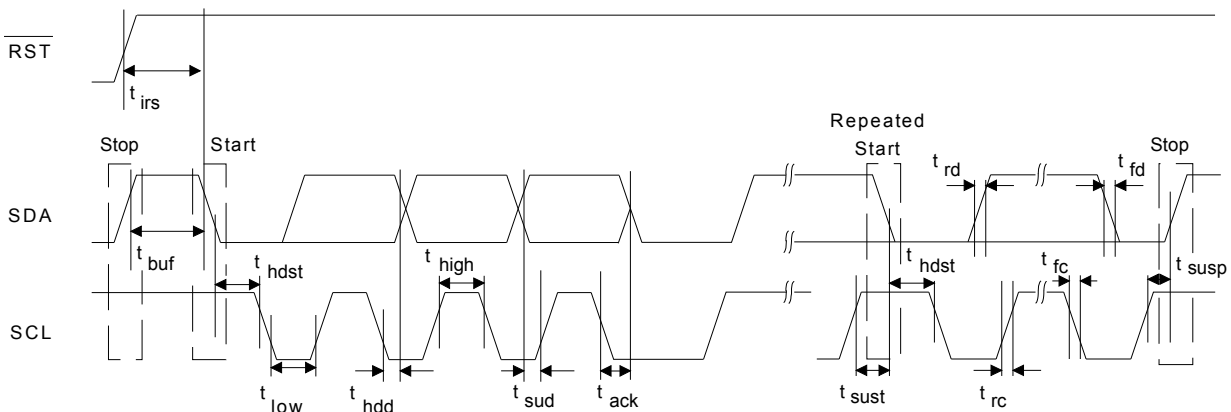 RST
t irs
Repeated
Stop
Start
Start
Stop
t rd
t fd
SDA
t buf
t hdst
t high
t hdst
t fc
t susp
SCL
t low
t hdd
t sud
t ack
t sust
t rc